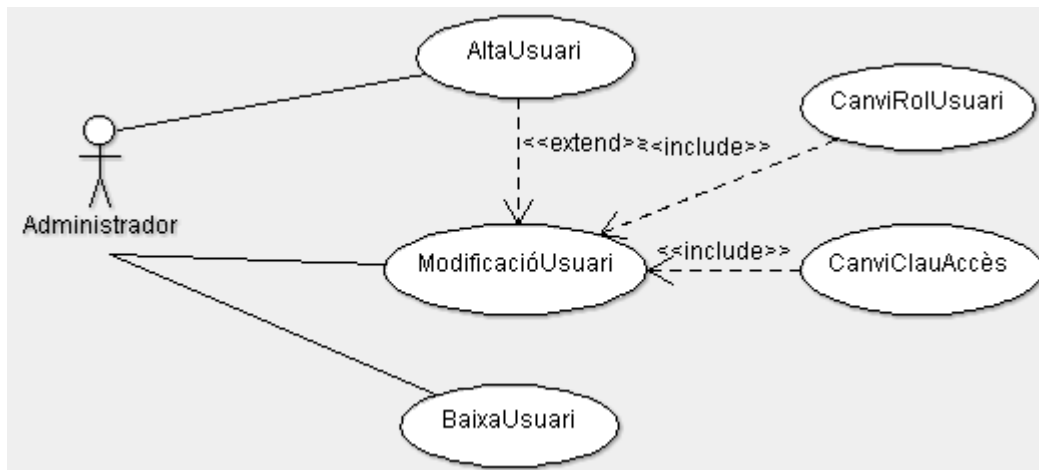 AltaUsuari
CanviRolUsuari
<<extend>>
<<include>>
Administrador
ModificacióUsuari
<<include>>
CanviClauAccès
BaixaUsuari